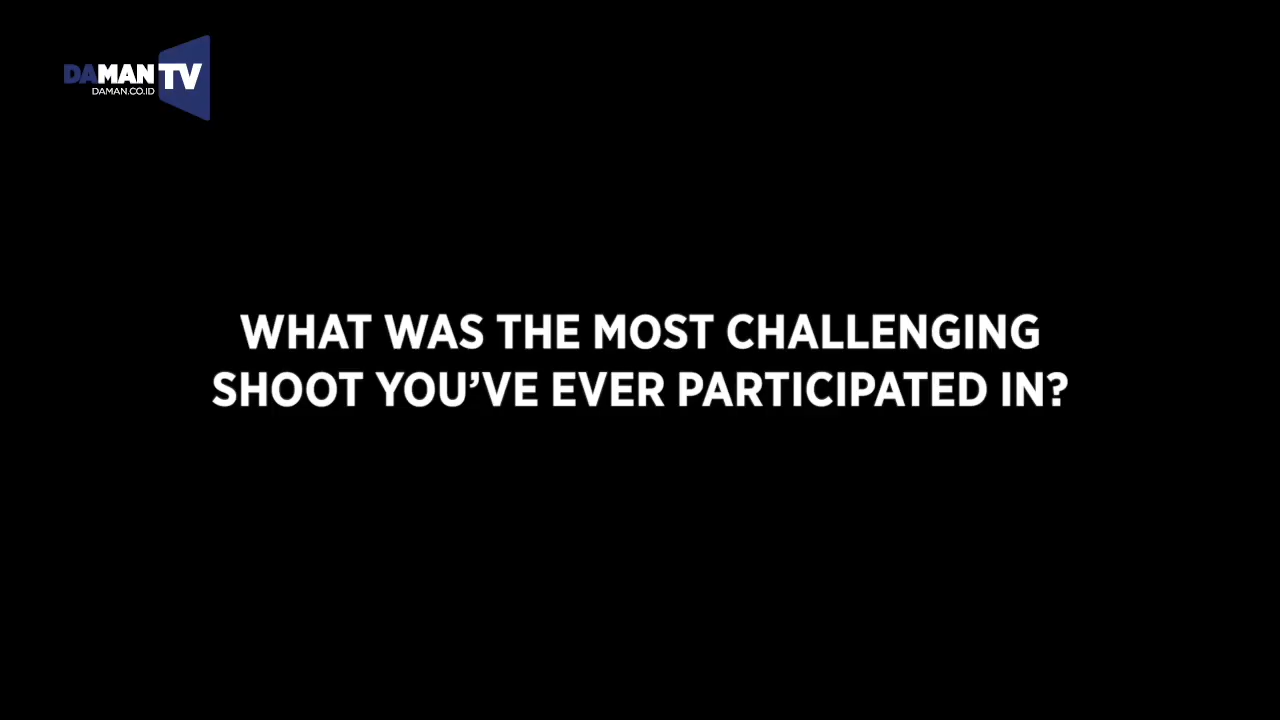 DAMAN TV
DAMAN.CO.ID
WHAT WAS THE MOST CHALLENGING
SHOOT YOU’VE EVER PARTICIPATED IN?